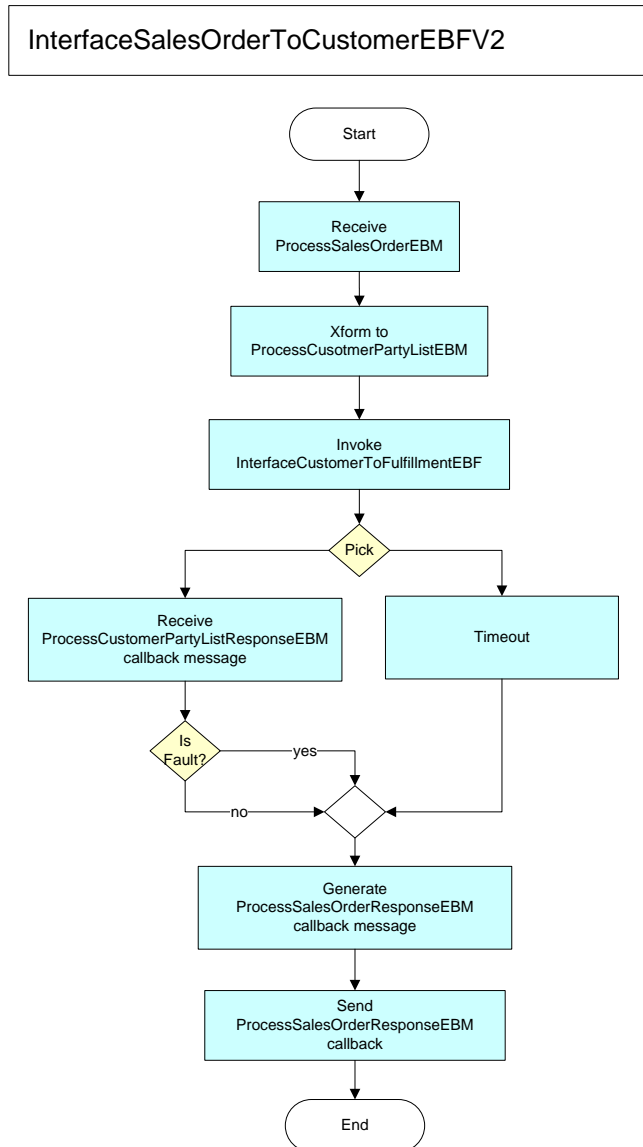 InterfaceSalesOrderToCustomerEBFV2
Start
Receive
ProcessSalesOrderEBM
Xform to
ProcessCusotmerPartyListEBM
Invoke
InterfaceCustomerToFulfillmentEBF
Pick
Receive
ProcessCustomerPartyListResponseEBM
callback message
Timeout
Is
Fault?
yes
no
Generate
ProcessSalesOrderResponseEBM
callback message
Send
ProcessSalesOrderResponseEBM
callback
End